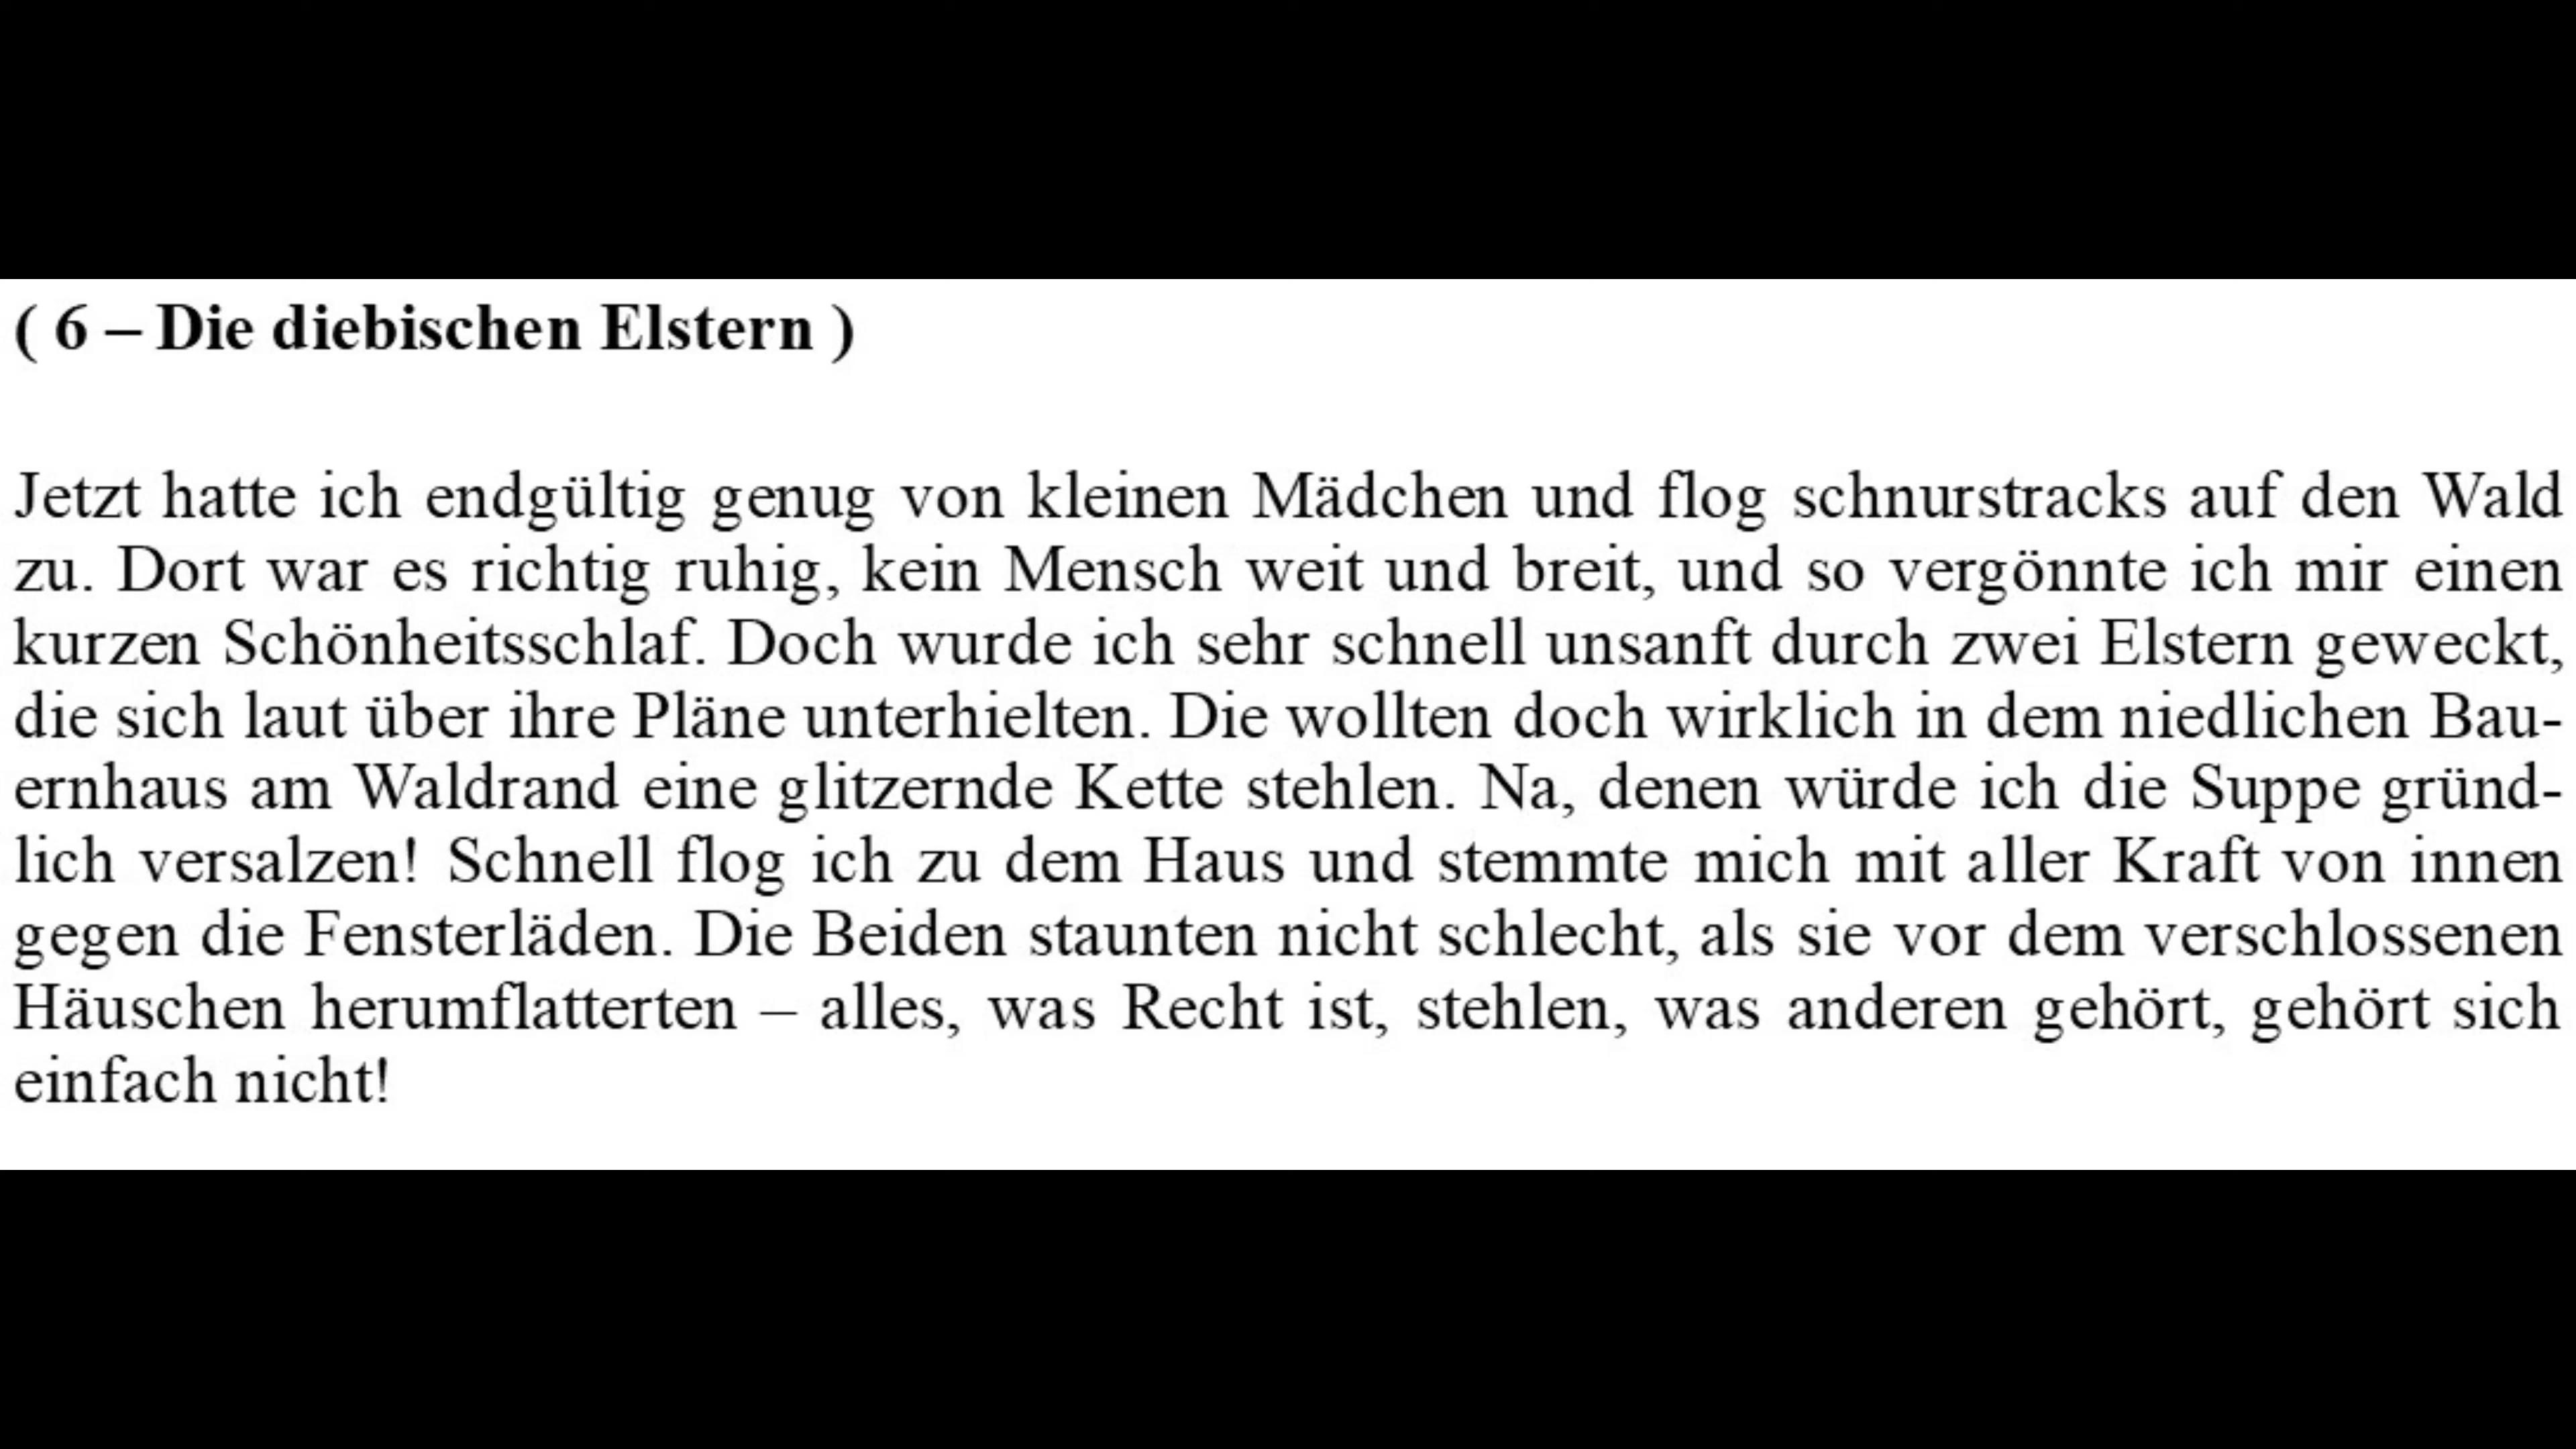 ( 6 – Die diebischen Elstern )
Jetzt hatte ich endgültig genug von kleinen Mädchen und flog schnurstracks auf den Wald
zu. Dort war es richtig ruhig, kein Mensch weit und breit, und so vergönnte ich mir einen
kurzen Schönheitsschlaf. Doch wurde ich sehr schnell unsanft durch zwei Elstern geweckt,
die sich laut über ihre Pläne unterhielten. Die wollten doch wirklich in dem niedlichen Bau-
ernhaus am Waldrand eine glitzernde Kette stehlen. Na, denen würde ich die Suppe gründ-
lich versalzen! Schnell flog ich zu dem Haus und stemmte mich mit aller Kraft von innen
gegen die Fensterläden. Die Beiden staunten nicht schlecht, als sie vor dem verschlossenen
Häuschen herumflatterten – alles, was Recht ist, stehlen, was anderen gehört, gehört sich
einfach nicht!